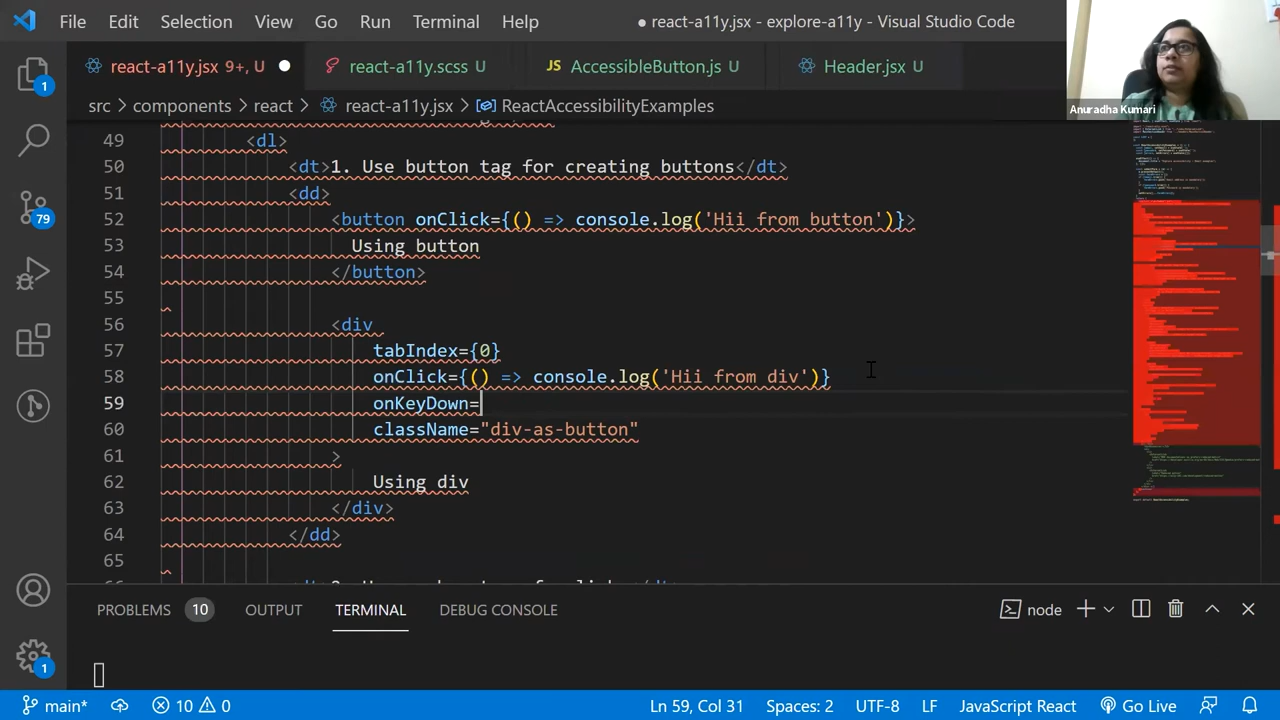 File Edit Selection View Go Run Terminal Help ● react-a11y.jsx - explore-a11y - Visual Studio Code
react-a11y.jsx 9+, U react-a11y.scss U JS AccessibleButton.js U Header.jsx U
Anuradha Kumari
src > components > react > react-a11y.jsx > ReactAccessibilityExamples
49 <dl>
50 <dt>1. Use button tag for creating button</dt>
51 <dd>
52 <button onClick={() => console.log('Hii from button')}>
53 Using button
54 </button>
55
56 <div
57 tabIndex={0}
58 onClick={() => console.log('Hii from div')}
59 onKeyDown=
60 className="div-as-button"
61 >
62 Using div
63 </div>
64 </dd>
65
1
79
1
PROBLEMS 10 OUTPUT TERMINAL DEBUG CONSOLE node
main* 10 0 Ln 59, Col 31 Spaces: 2 UTF-8 LF JavaScript React Go Live